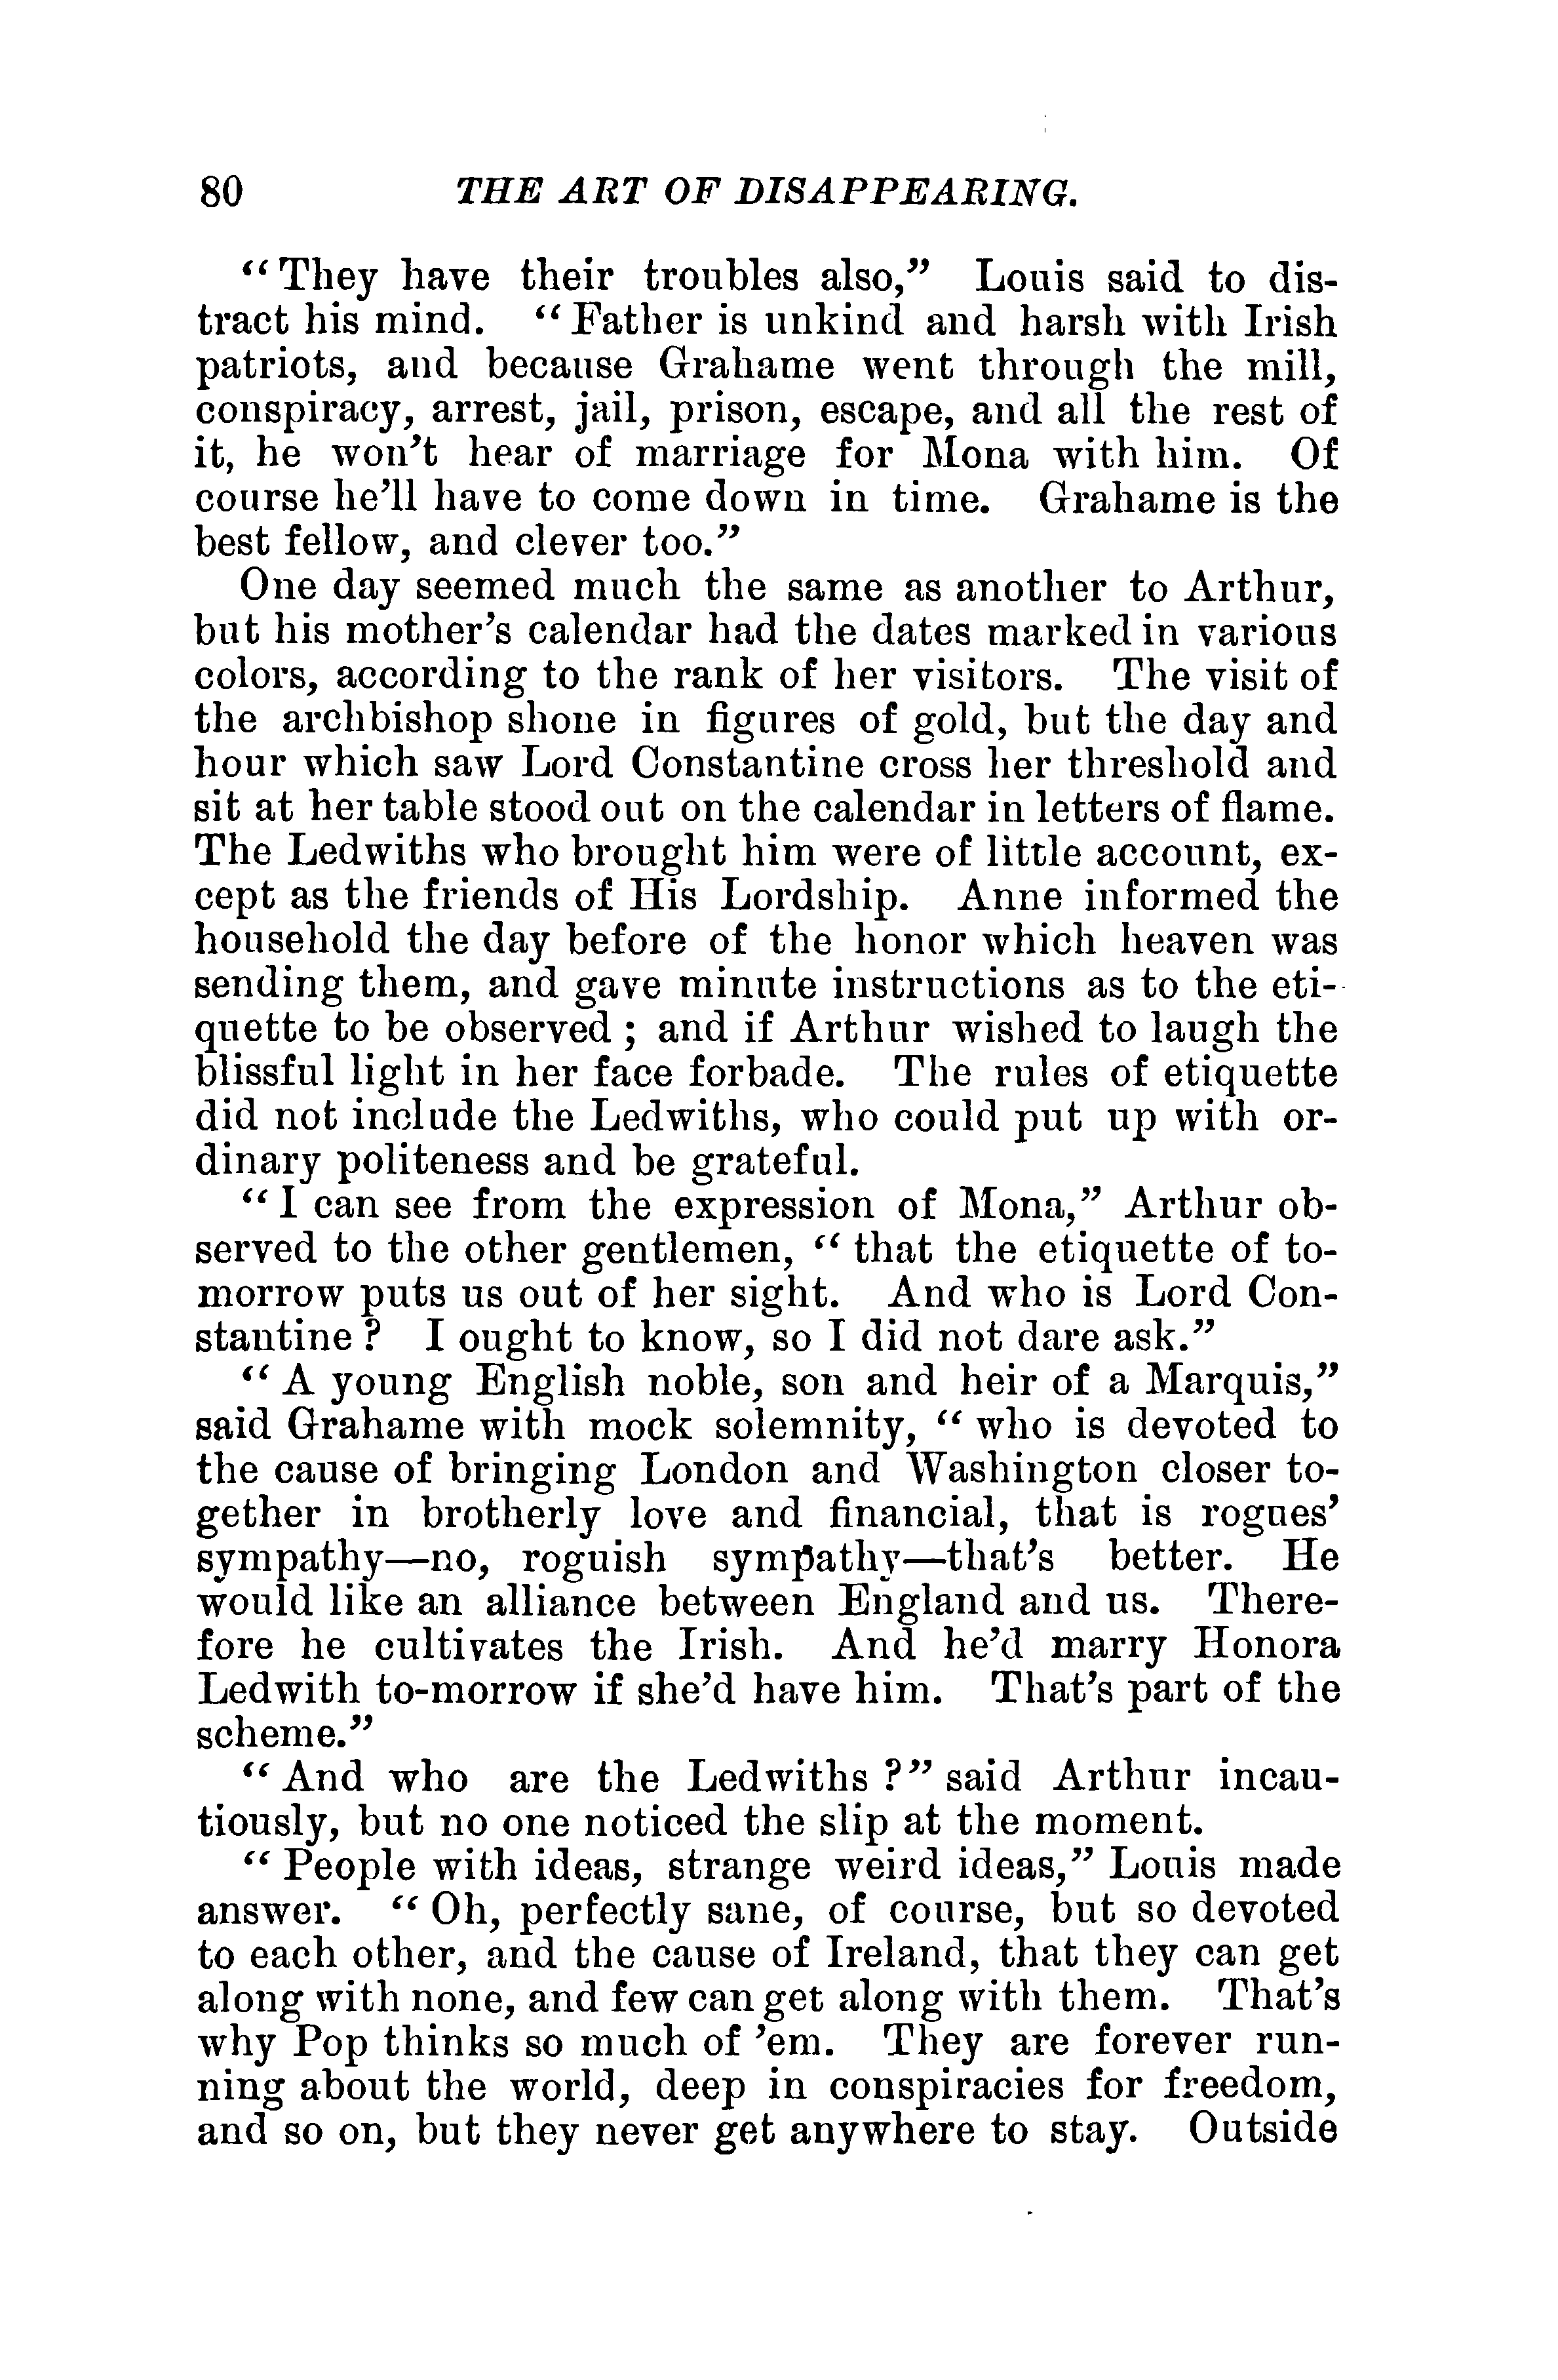 80 THE ART OF DISAPPEARING.
“They have their troubles also,” Louis said to dis-
tract his mind. “Father is unkind and harsh with Irish
patriots, and because Grahame went through the mill,
conspiracy, arrest, jail, prison, escape, and all the rest of
it, he won’t hear of marriage for Mona with him. Of
course he’ll have to come down in time. Grahame is the
best fellow, and clever too.”
One day seemed much the same as another to Arthur,
but his mother’s calendar had the dates marked in various
colors, according to the rank of her visitors. The visit of
the archbishop shone in figures of gold, but the day and
hour which saw Lord Constantine cross her threshold and
sit at her table stood out on the calendar in letters of flame.
The Ledwiths who brought him were of little account, ex-
cept as the friends of His Lordship. Anne informed the
household the day before of the honor which heaven was
sending them, and gave minute instructions as to the eti-
quette to be observed ; and if Arthur wished to laugh the
blissful light in her face forbade. The rules of etiquette
did not include the Ledwiths, who could put up with or-
dinary politeness and be grateful.
“I can see from the expression of Mona,” Arthur ob-
served to the other gentlemen, “ that the etiquette of to-
morrow puts us out of her sight. And who is Lord Con-
stantine ? I ought to know, so I did not dare ask.”
“ A young English noble, son and heir of a Marquis,”
said Grahame with mock solemnity, “ who is devoted to
the cause of bringing London and Washington closer to-
gether in brotherly love and financial, that is rogues’
sympathy—no, roguish sympathy—that’s better. He
would like an alliance between England and us. There-
fore he cultivates the Irish. And he’d marry Honora
Ledwith to-morrow if she’d have him. That’s part of the
scheme.”
“ And who are the Ledwiths ?” said Arthur incau-
tiously, but no one noticed the slip at the moment.
“ People with ideas, strange weird ideas,” Louis made
answer. “ Oh, perfectly sane, of course, but so devoted
to each other, and the cause of Ireland, that they can get
along with none, and few can get along with them. That’s
why Pop thinks so much of ’em. They are forever run-
ning about the world, deep in conspiracies for freedom,
and so on, but they never get anywhere to stay. Outside